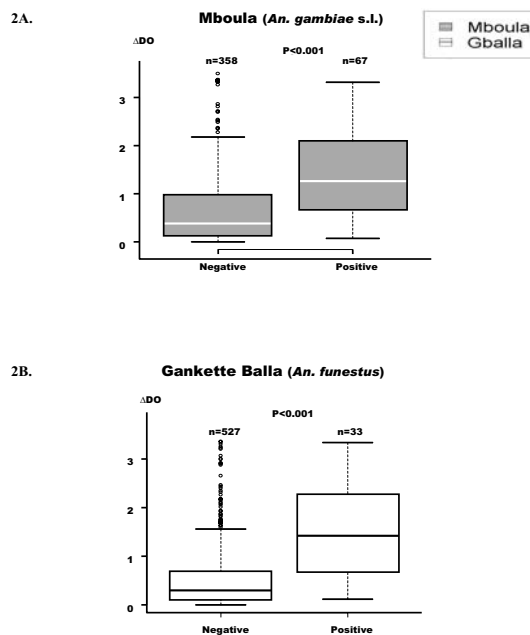 2A.
Mboula (An. gambiae s.l.)
Mboula
Gballa
ΔDO
P<0.001
n=358
n=67
3
2
1
0
Negative
Positive
2B.
Gankette Balla (An. funestus)
ΔDO
P<0.001
n=527
n=33
3
2
1
0
Negative
Positive